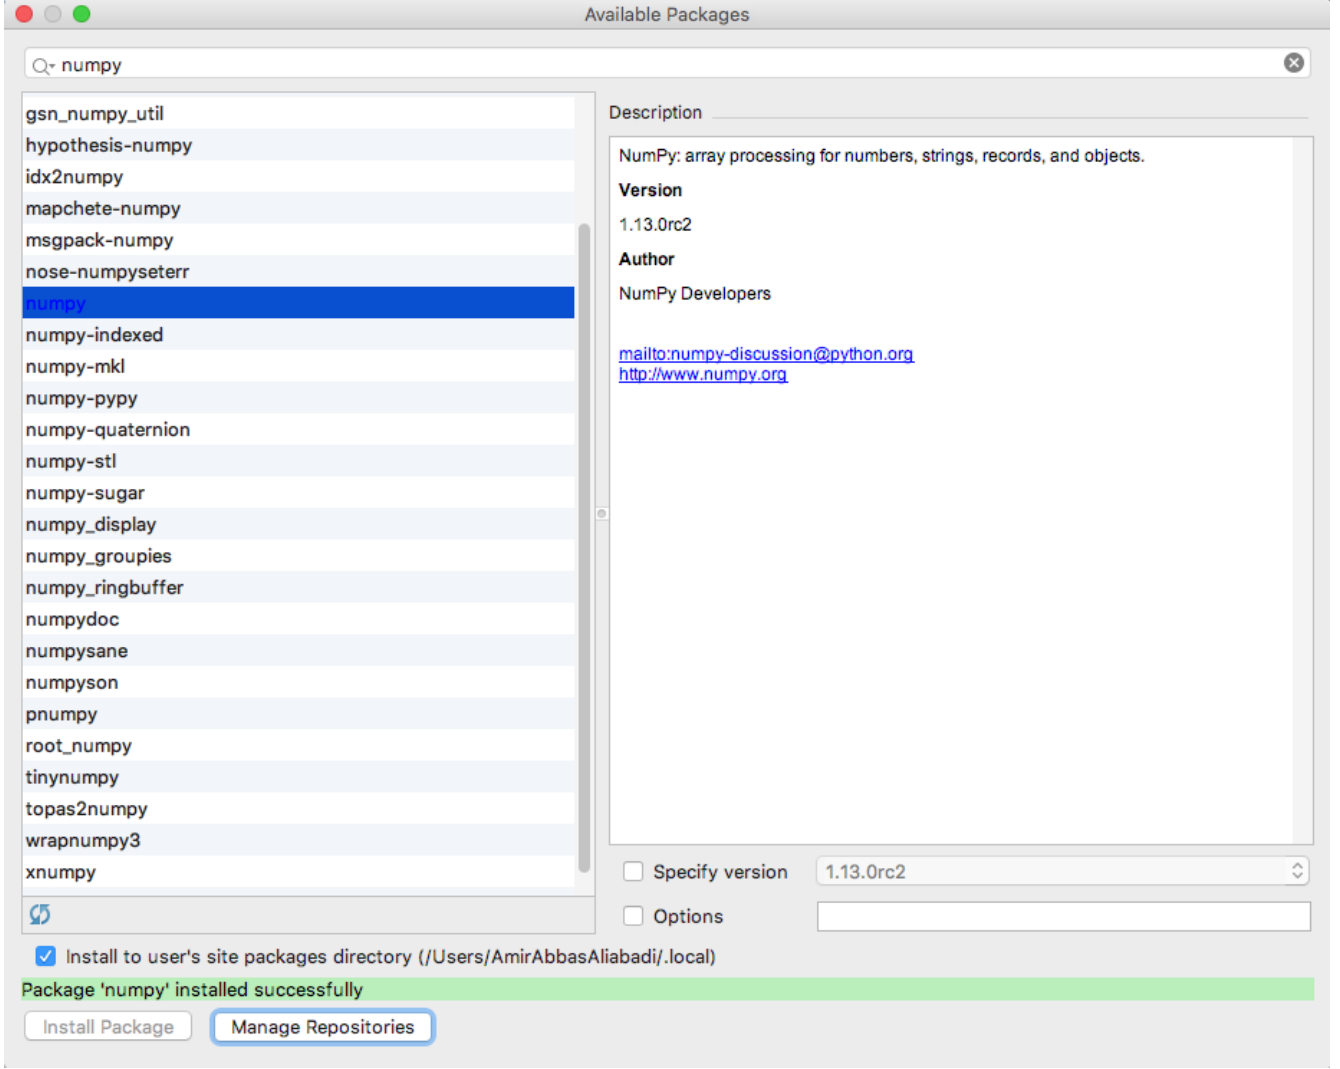 Available Packages
numpy
gsn_numpy_util
hypothesis-numpy
idx2numpy
mapchete-numpy
msgpack-numpy
nose-numpyseterr
numpy
numpy-indexed
numpy-mkl
numpy-pypy
numpy-quaternion
numpy-stl
numpy-sugar
numpy_display
numpy_groupies
numpy_ringbuffer
numpydoc
numpysane
numpyson
pnumpy
root_numpy
tinynumpy
topas2numpy
wrapnumpy3
xnumpy
Description
NumPy: array processing for numbers, strings, records, and objects.
Version
1.13.0rc2
Author
NumPy Developers
mailto:numpy-discussion@python.org
http://www.numpy.org
Specify version 1.13.0rc2
Options
Install to user's site packages directory (/Users/AmirAbbasAliabadi/.local)
Package 'numpy' installed successfully
Install Package Manage Repositories